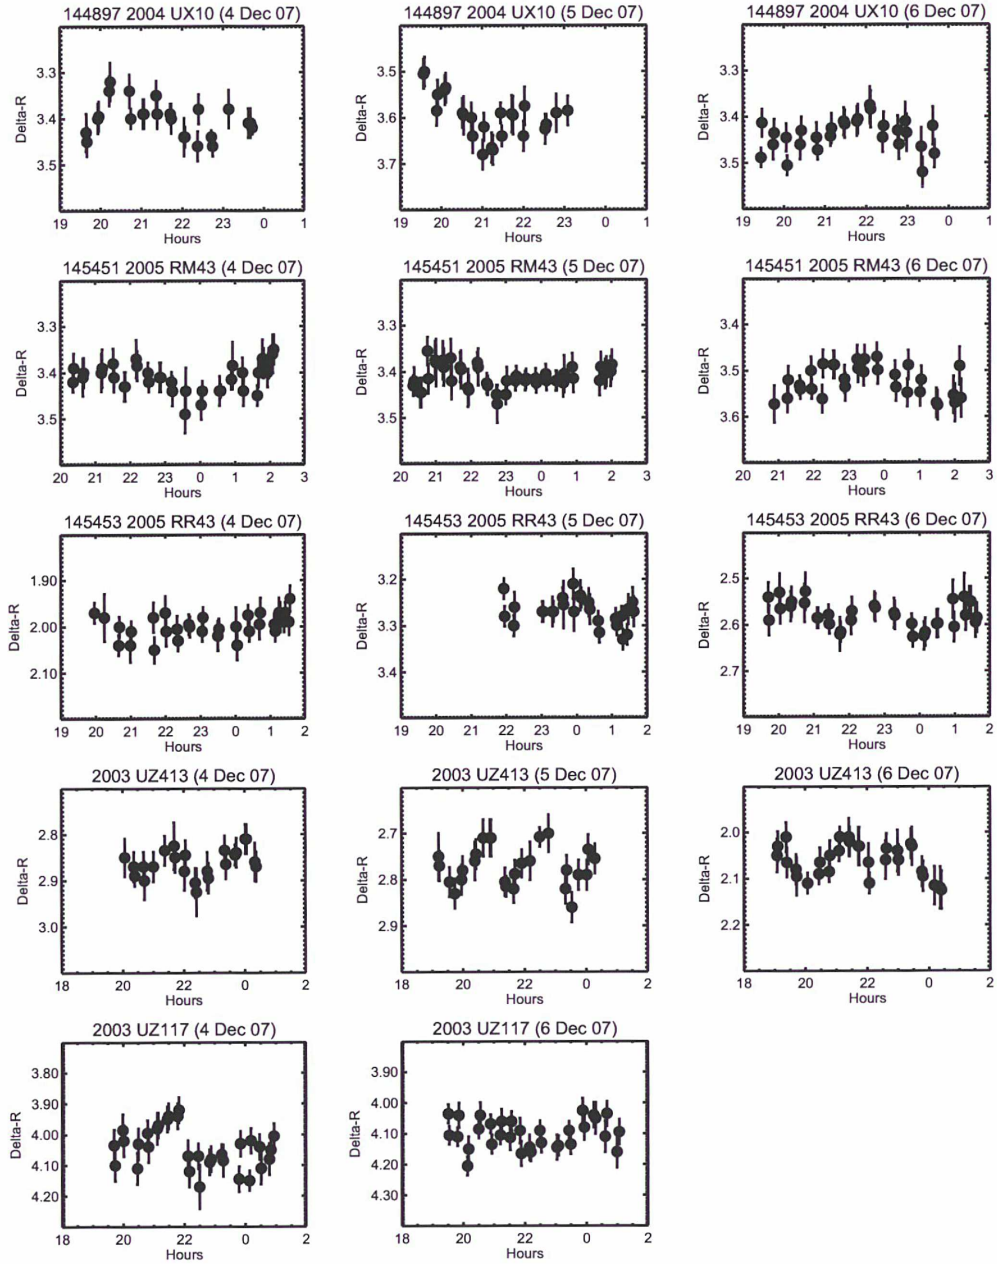 144897 2004 UX10 (4 Dec 07)
144897 2004 UX10 (5 Dec 07)
144897 2004 UX10 (6 Dec 07)
Delta-R
3.3
3.4
3.5
19 20 21 22 23 0 1
Hours
Delta-R
3.5
3.6
3.7
19 20 21 22 23 0 1
Hours
Delta-R
3.3
3.4
3.5
19 20 21 22 23 0 1
Hours
145451 2005 RM43 (4 Dec 07)
145451 2005 RM43 (5 Dec 07)
145451 2005 RM43 (6 Dec 07)
Delta-R
3.3
3.4
3.5
20 21 22 23 0 1 2 3
Hours
Delta-R
3.3
3.4
3.5
20 21 22 23 0 1 2 3
Hours
Delta-R
3.4
3.5
3.6
20 21 22 23 0 1 2 3
Hours
145453 2005 RR43 (4 Dec 07)
145453 2005 RR43 (5 Dec 07)
145453 2005 RR43 (6 Dec 07)
Delta-R
1.90
2.00
2.10
19 20 21 22 23 0 1 2
Hours
Delta-R
3.2
3.3
3.4
19 20 21 22 23 0 1 2
Hours
Delta-R
2.5
2.6
2.7
19 20 21 22 23 0 1 2
Hours
2003 UZ413 (4 Dec 07)
2003 UZ413 (5 Dec 07)
2003 UZ413 (6 Dec 07)
Delta-R
2.8
2.9
3.0
18 20 22 0 2
Hours
Delta-R
2.7
2.8
2.9
18 20 22 0 2
Hours
Delta-R
2.0
2.1
2.2
18 20 22 0 2
Hours
2003 UZ117 (4 Dec 07)
2003 UZ117 (6 Dec 07)
Delta-R
3.80
3.90
4.00
4.10
4.20
18 20 22 0 2
Hours
Delta-R
3.90
4.00
4.10
4.20
4.30
18 20 22 0 2
Hours